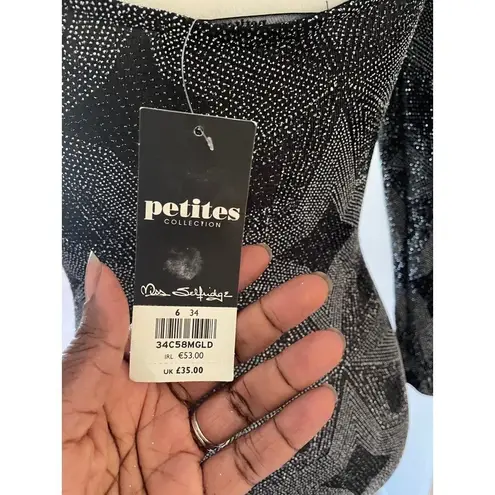 petites
COLLECTION
Miss Selfridge
6 34
34C58MGLD
IRL €53.00
UK £35.00